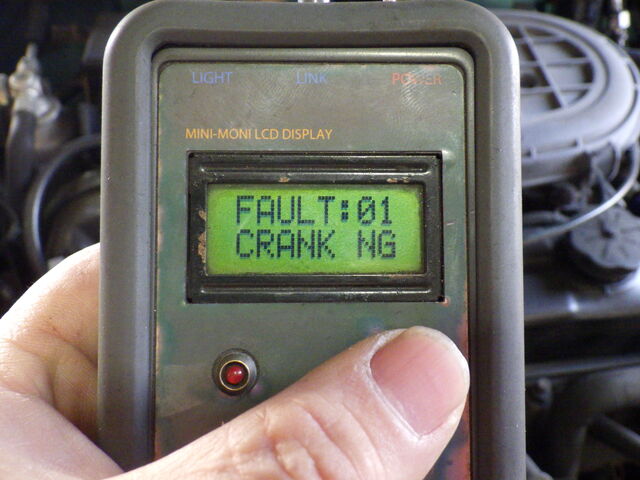 LIGHT LINK POWER
MINI-MONI LCD DISPLAY
FAULT:01
CRANK NG